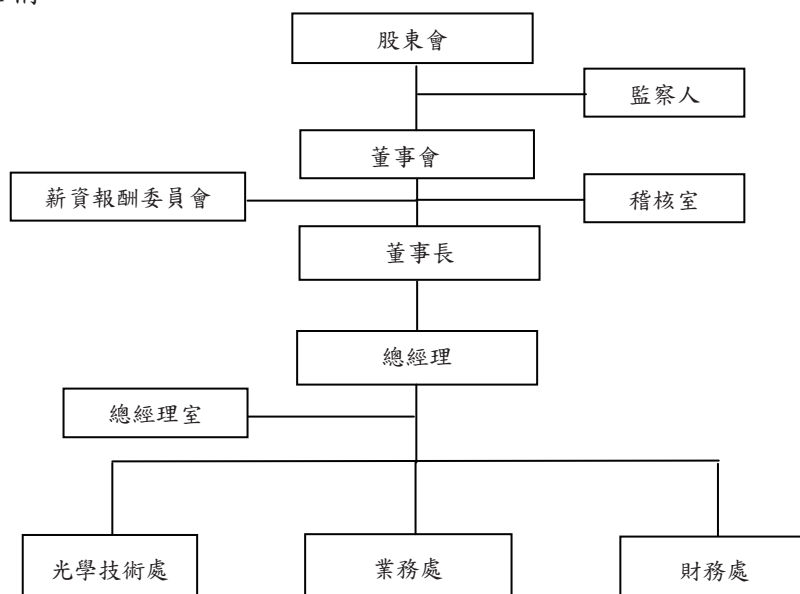 股東會
監察人
董事會
薪資報酬委員會
稽核室
董事長
總經理
總經理室
光學技術處
業務處
財務處